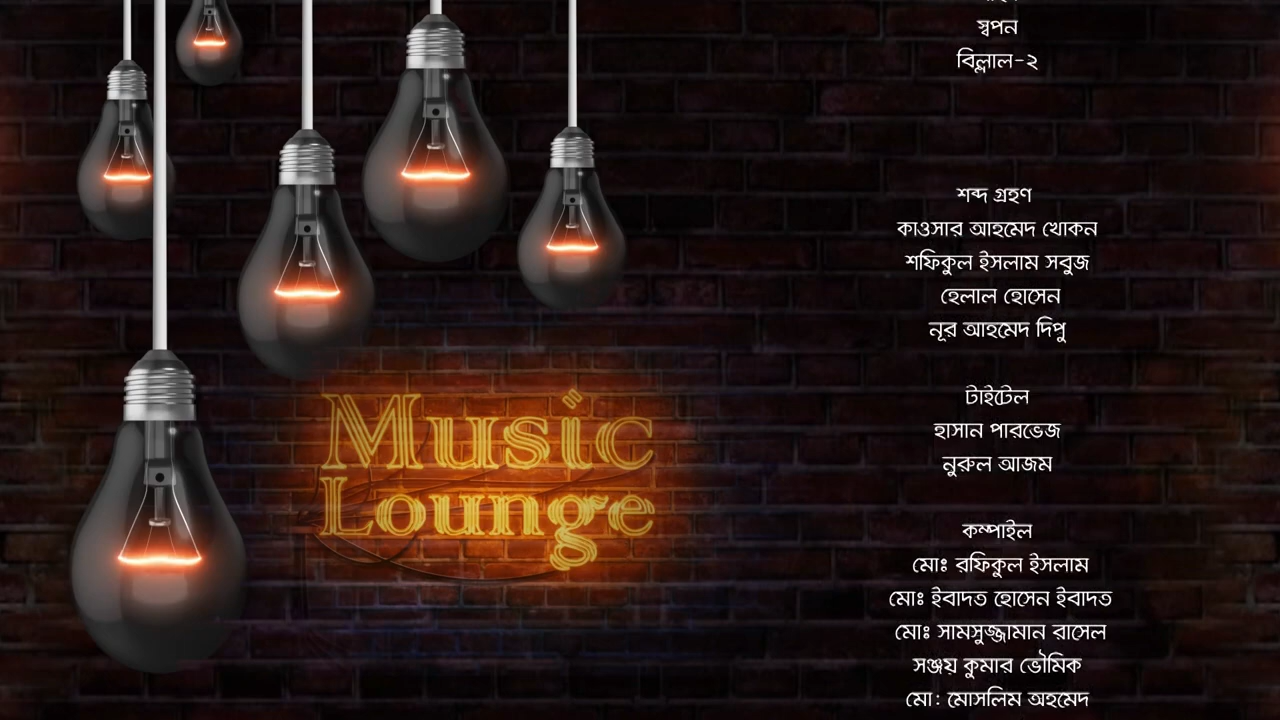 Music
Lounge
স্বপন
বিল্লাল-২
শব্দ গ্রহণ
কাওসার আহমেদ খোকন
শফিকুল ইসলাম সবুজ
হেলাল হোসেন
নূর আহমেদ দিপু
টাইটেল
হাসান পারভেজ
নুরুল আজম
কম্পাইল
মোঃ রফিকুল ইসলাম
মোঃ ইবাদত হোসেন ইবাদত
মোঃ সামসুজ্জামান রাসেল
সঞ্জয় কুমার ভৌমিক
মো: মোসলিম অহমেদ